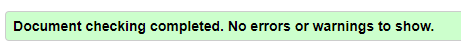 Document checking completed. No errors or warnings to show.